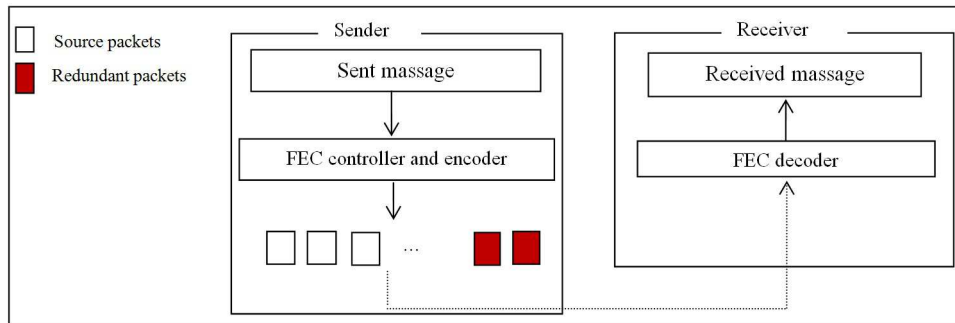 Source packets
Redundant packets
Sender
Sent massage
FEC controller and encoder
...
Receiver
Received massage
FEC decoder